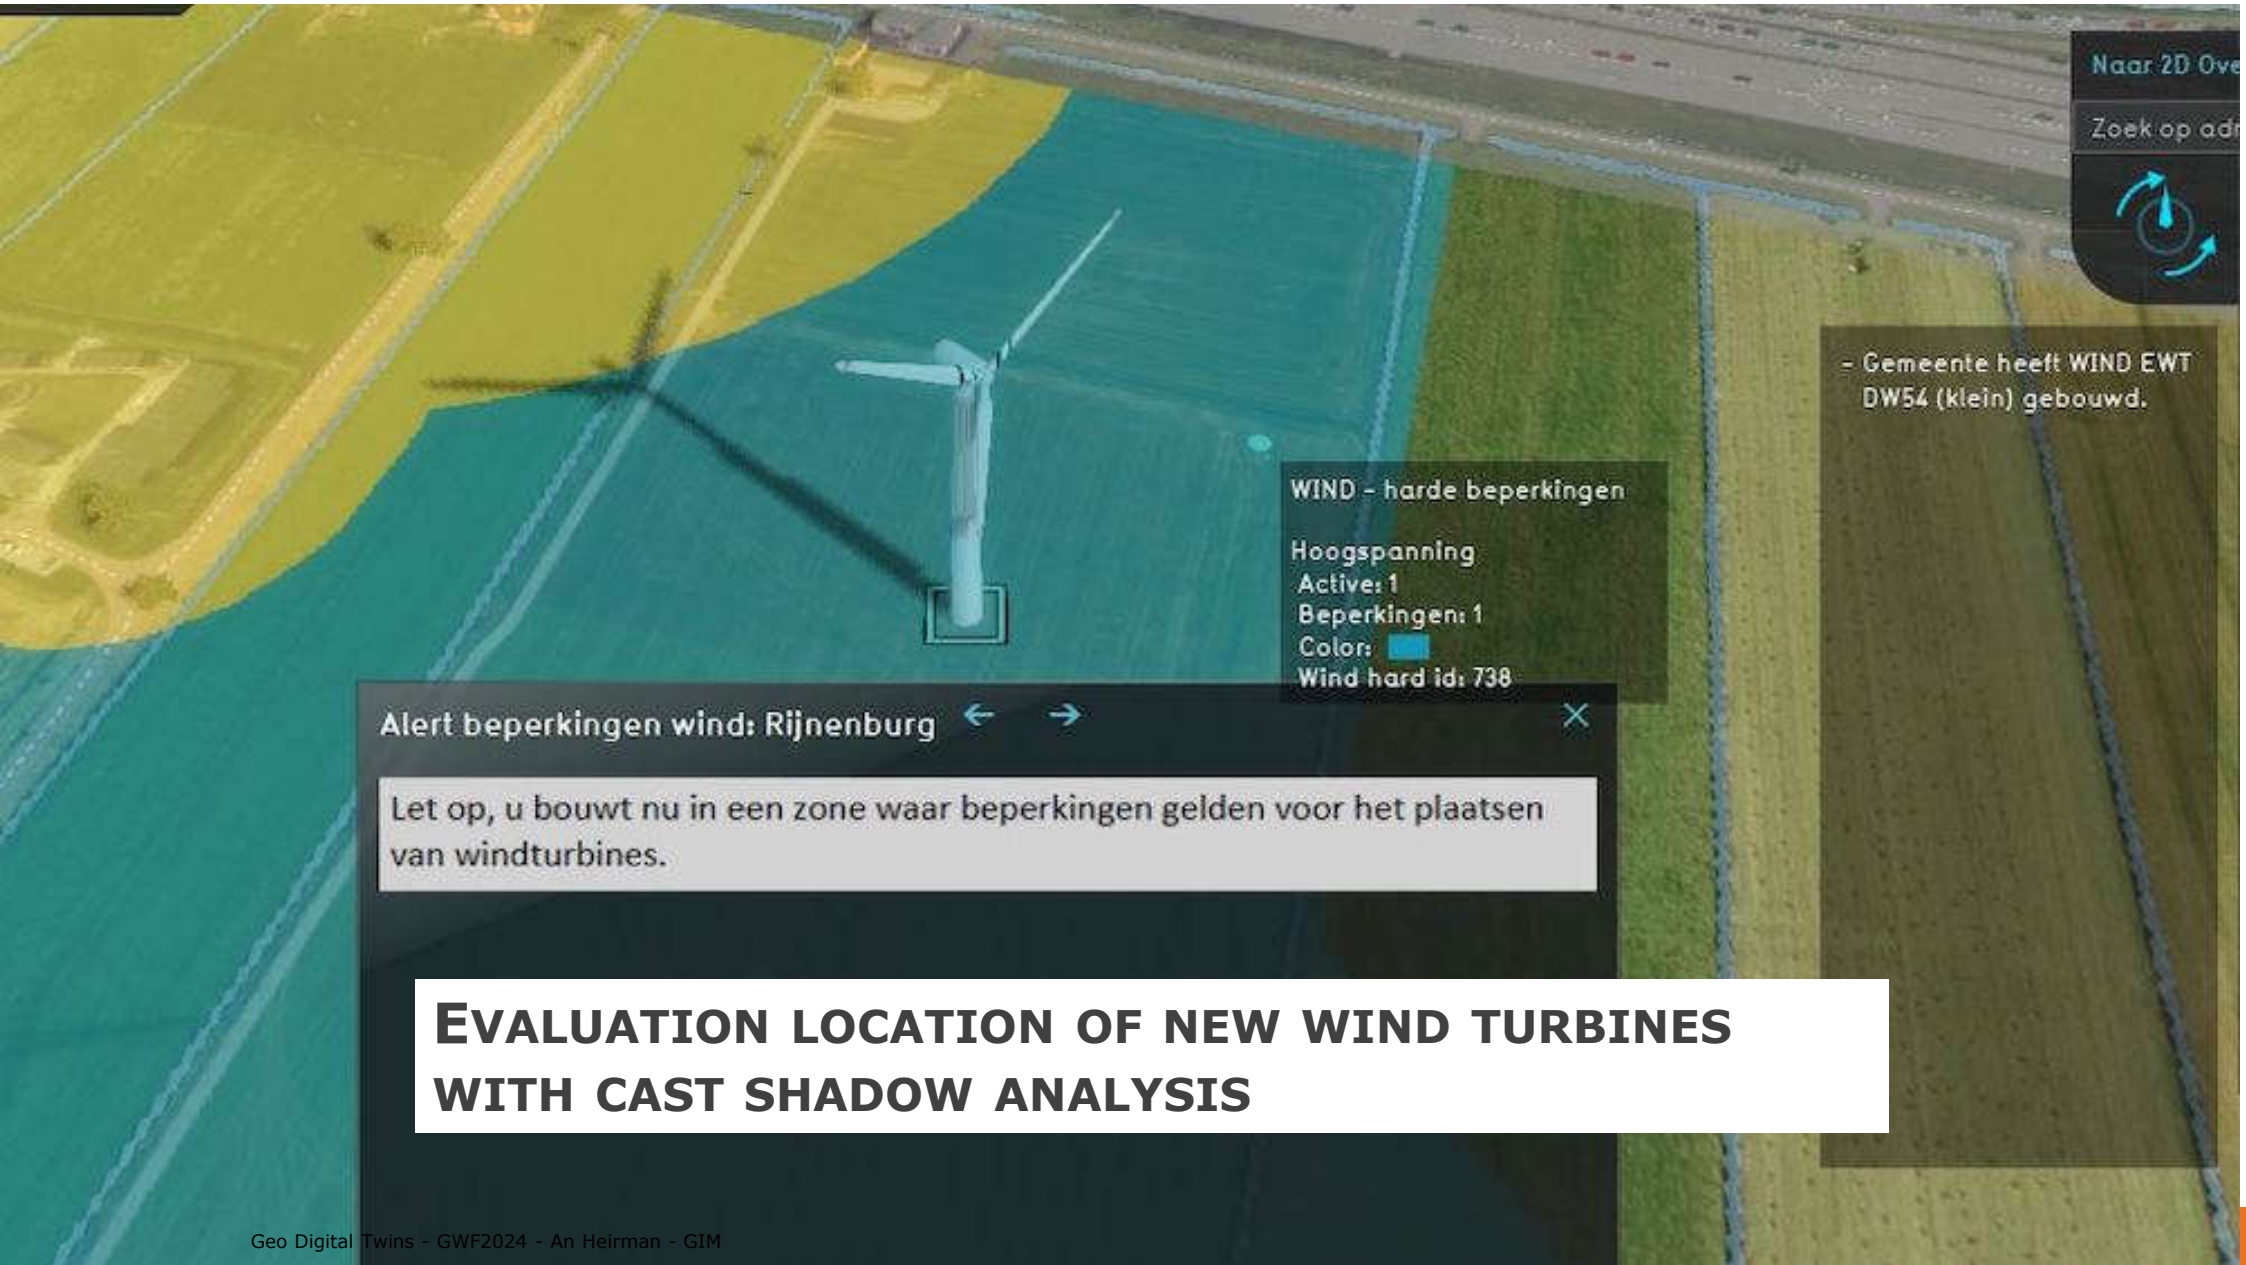 Naar 2D Ove
Zoek op adr
- Gemeente heeft WIND EWT
DW54 (klein) gebouwd.
WIND - harde beperkingen
Hoogspanning
Active: 1
Beperkingen: 1
Color:
Wind hard id: 738
Alert beperkingen wind: Rijnenburg
Let op, u bouwt nu in een zone waar beperkingen gelden voor het plaatsen
van windturbines.
EVALUATION LOCATION OF NEW WIND TURBINES
WITH CAST SHADOW ANALYSIS
Geo Digital Twins - GWF2024 - An Heirman - GIM